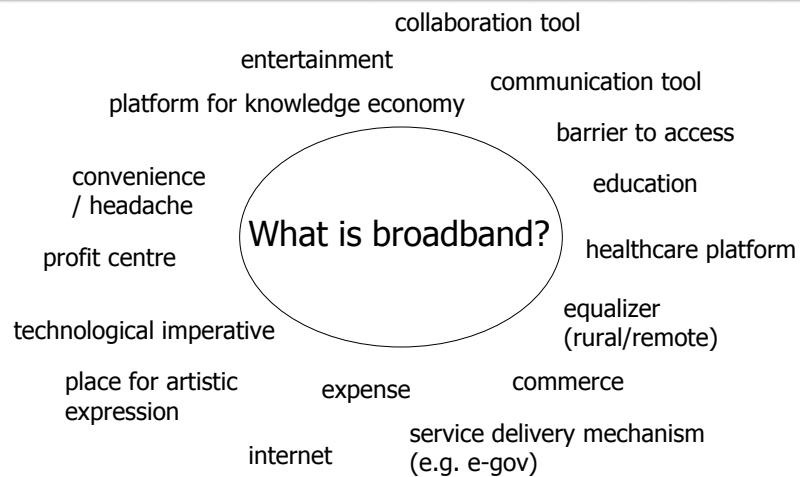 collaboration tool
entertainment
communication tool
platform for knowledge economy
barrier to access
convenience
/ headache
education
What is broadband?
profit centre
healthcare platform
equalizer
(rural/remote)
technological imperative
place for artistic
expression
expense
commerce
internet
service delivery mechanism
(e.g. e-gov)